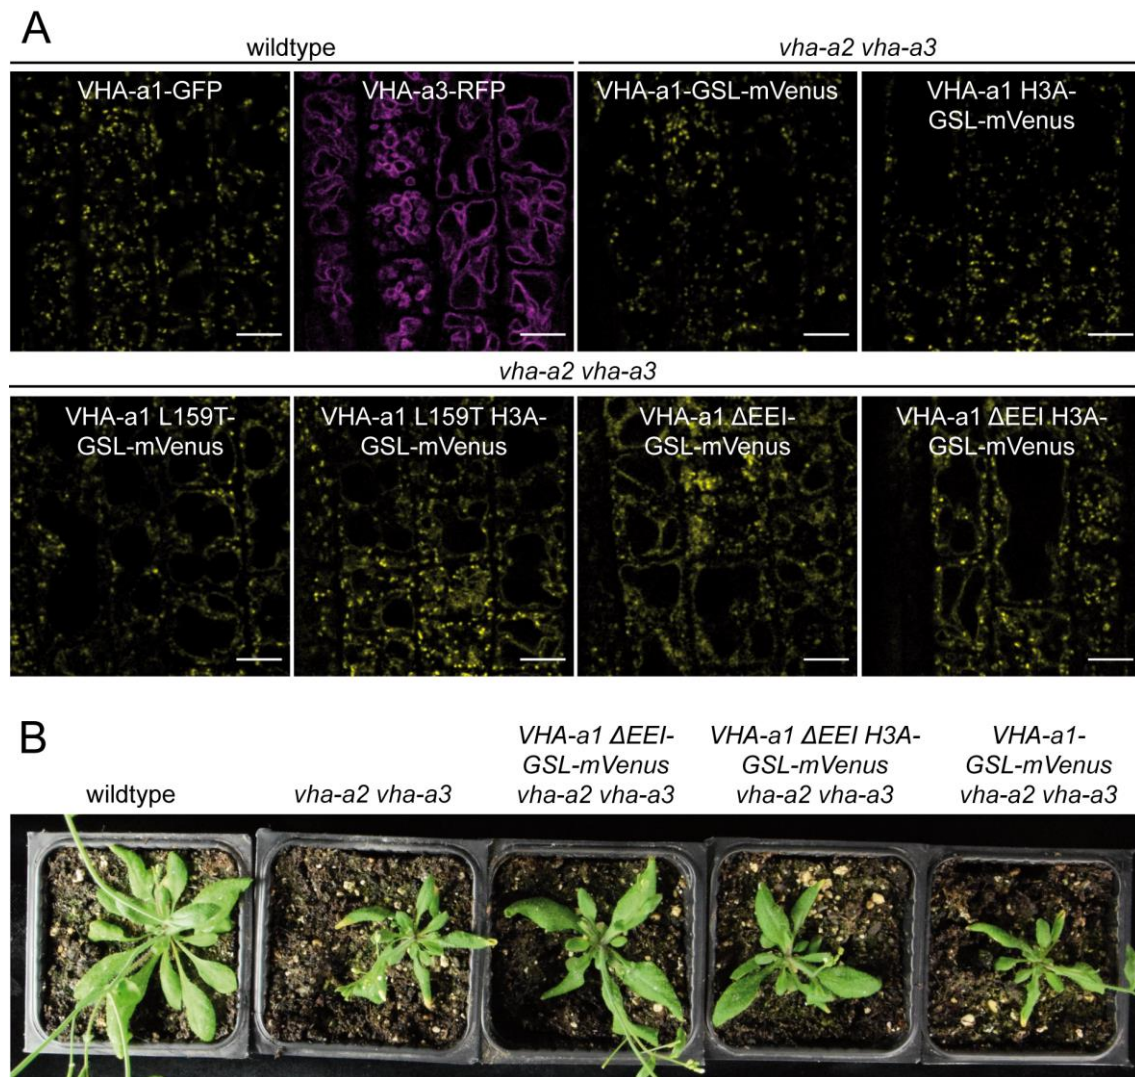 A
wildtype
vha-a2 vha-a3
VHA-a1-GFP
VHA-a3-RFP
VHA-a1-GSL-mVenus
VHA-a1 H3A-
GSL-mVenus
vha-a2 vha-a3
VHA-a1 L159T-
GSL-mVenus
VHA-a1 L159T H3A-
GSL-mVenus
VHA-a1 ΔEEI-
GSL-mVenus
VHA-a1 ΔEEI H3A-
GSL-mVenus
B
wildtype
vha-a2 vha-a3
VHA-a1 ΔEEI-
GSL-mVenus
vha-a2 vha-a3
VHA-a1 ΔEEI H3A-
GSL-mVenus
vha-a2 vha-a3
VHA-a1-
GSL-mVenus
vha-a2 vha-a3